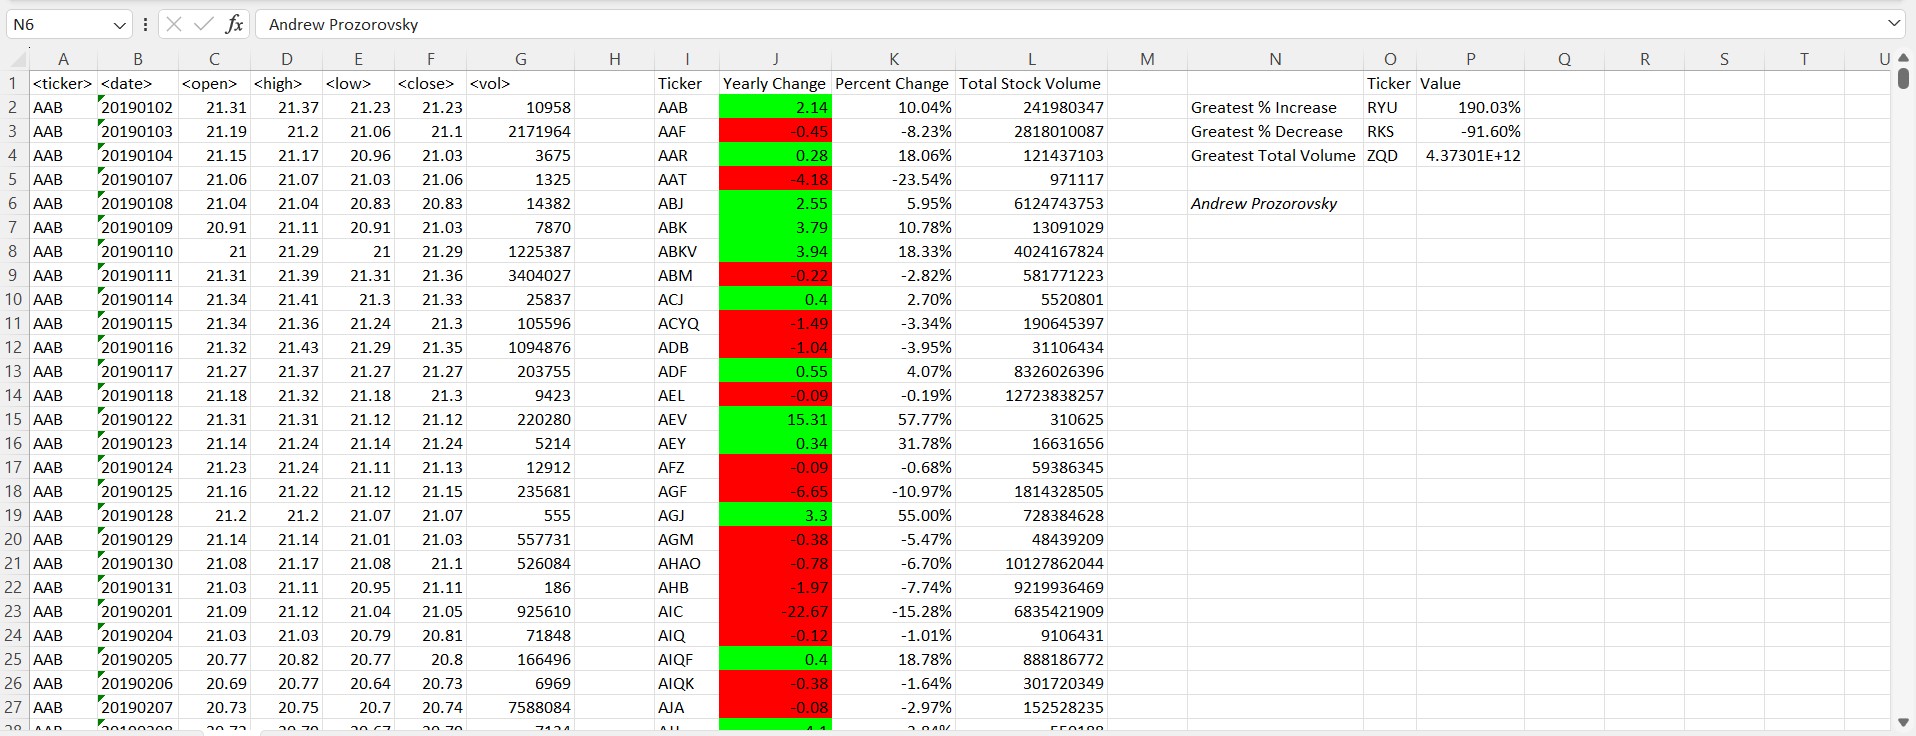 N6 fx Andrew Prozorovsky
A B C D E F G H I J K L M N O P Q R S T U
1 <ticker> <date> <open> <high> <low> <close> <vol> Ticker Yearly Change Percent Change Total Stock Volume Ticker Value
2 AAB 20190102 21.31 21.37 21.23 21.23 10958 AAB 2.14 10.04% 241980347 Greatest % Increase RYU 190.03%
3 AAB 20190103 21.19 21.2 21.06 21.1 2171964 AAF -0.45 -8.23% 2818010087 Greatest % Decrease RKS -91.60%
4 AAB 20190104 21.15 21.17 20.96 21.03 3675 AAR 0.28 18.06% 121437103 Greatest Total Volume ZQD 4.37301E+12
5 AAB 20190107 21.06 21.07 21.03 21.06 1325 AAT -4.18 -23.54% 971117
6 AAB 20190108 21.04 21.04 20.83 20.83 14382 ABJ 2.55 5.95% 6124743753 Andrew Prozorovsky
7 AAB 20190109 20.91 21.11 20.91 21.03 7870 ABK 3.79 10.78% 13091029
8 AAB 20190110 21 21.29 21 21.29 1225387 ABKV 3.94 18.33% 4024167824
9 AAB 20190111 21.31 21.39 21.31 21.36 3404027 ABM -0.22 -2.82% 581771223
10 AAB 20190114 21.34 21.41 21.3 21.33 25837 ACJ 0.4 2.70% 5520801
11 AAB 20190115 21.34 21.36 21.24 21.3 105596 ACYQ -1.49 -3.34% 190645397
12 AAB 20190116 21.32 21.43 21.29 21.35 1094876 ADB -1.04 -3.95% 31106434
13 AAB 20190117 21.27 21.37 21.27 21.27 203755 ADF 0.55 4.07% 8326026396
14 AAB 20190118 21.18 21.32 21.18 21.3 9423 AEL -0.09 -0.19% 12723838257
15 AAB 20190122 21.31 21.31 21.12 21.12 220280 AEV 15.31 57.77% 310625
16 AAB 20190123 21.14 21.24 21.14 21.24 5214 AEY 0.34 31.78% 16631656
17 AAB 20190124 21.23 21.24 21.11 21.13 12912 AFZ -0.09 -0.68% 59386345
18 AAB 20190125 21.16 21.22 21.12 21.15 235681 AGF -6.65 -10.97% 1814328505
19 AAB 20190128 21.2 21.2 21.07 21.07 555 AGJ 3.3 55.00% 728384628
20 AAB 20190129 21.14 21.14 21.01 21.03 557731 AGM -0.38 -5.47% 48439209
21 AAB 20190130 21.08 21.17 21.08 21.1 526084 AHAO -0.78 -6.70% 10127862044
22 AAB 20190131 21.03 21.11 20.95 21.11 186 AHB -1.97 -7.74% 9219936469
23 AAB 20190201 21.09 21.12 21.04 21.05 925610 AIC -22.67 -15.28% 6835421909
24 AAB 20190204 21.03 21.03 20.79 20.81 71848 AIQ -0.12 -1.01% 9106431
25 AAB 20190205 20.77 20.82 20.77 20.8 166496 AIQF 0.4 18.78% 888186772
26 AAB 20190206 20.69 20.77 20.64 20.73 6969 AIQK -0.38 -1.64% 301720349
27 AAB 20190207 20.73 20.75 20.7 20.74 7588084 AJA -0.08 -2.97% 152528235